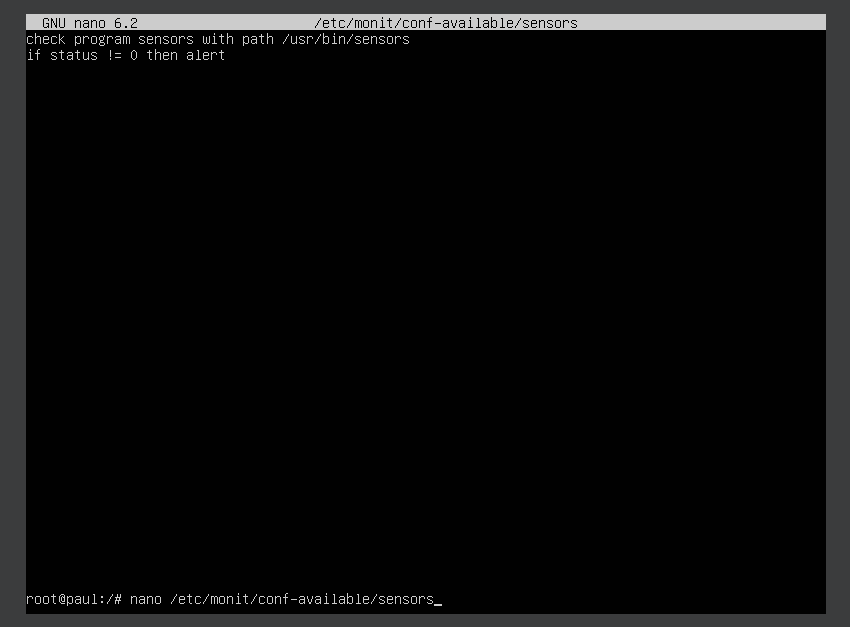 GNU nano 6.2 /etc/monit/conf-available/sensors
check program sensors with path /usr/bin/sensors
if status != 0 then alert
root@paul:/# nano /etc/monit/conf-available/sensors_